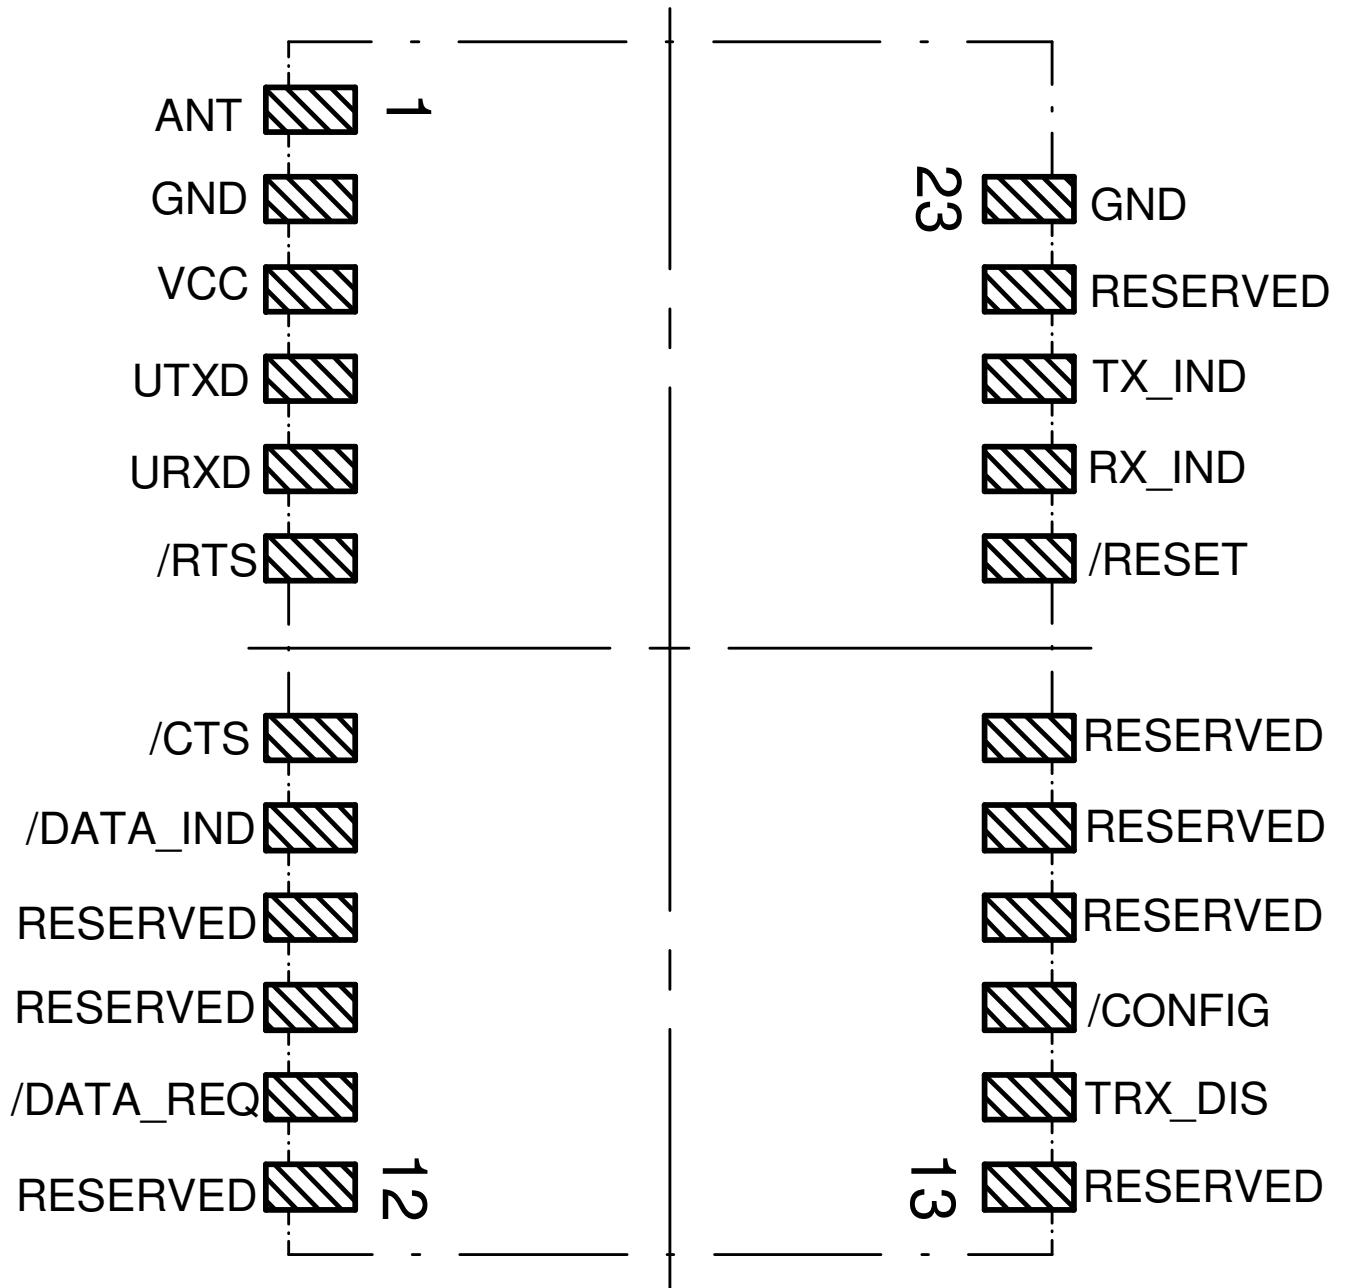 ANT 1
GND 23 GND
VCC RESERVED
UTXD TX_IND
URXD RX_IND
/RTS /RESET
/CTS RESERVED
/DATA_IND RESERVED
RESERVED RESERVED
RESERVED /CONFIG
/DATA_REQ TRX_DIS
RESERVED 12 13 RESERVED